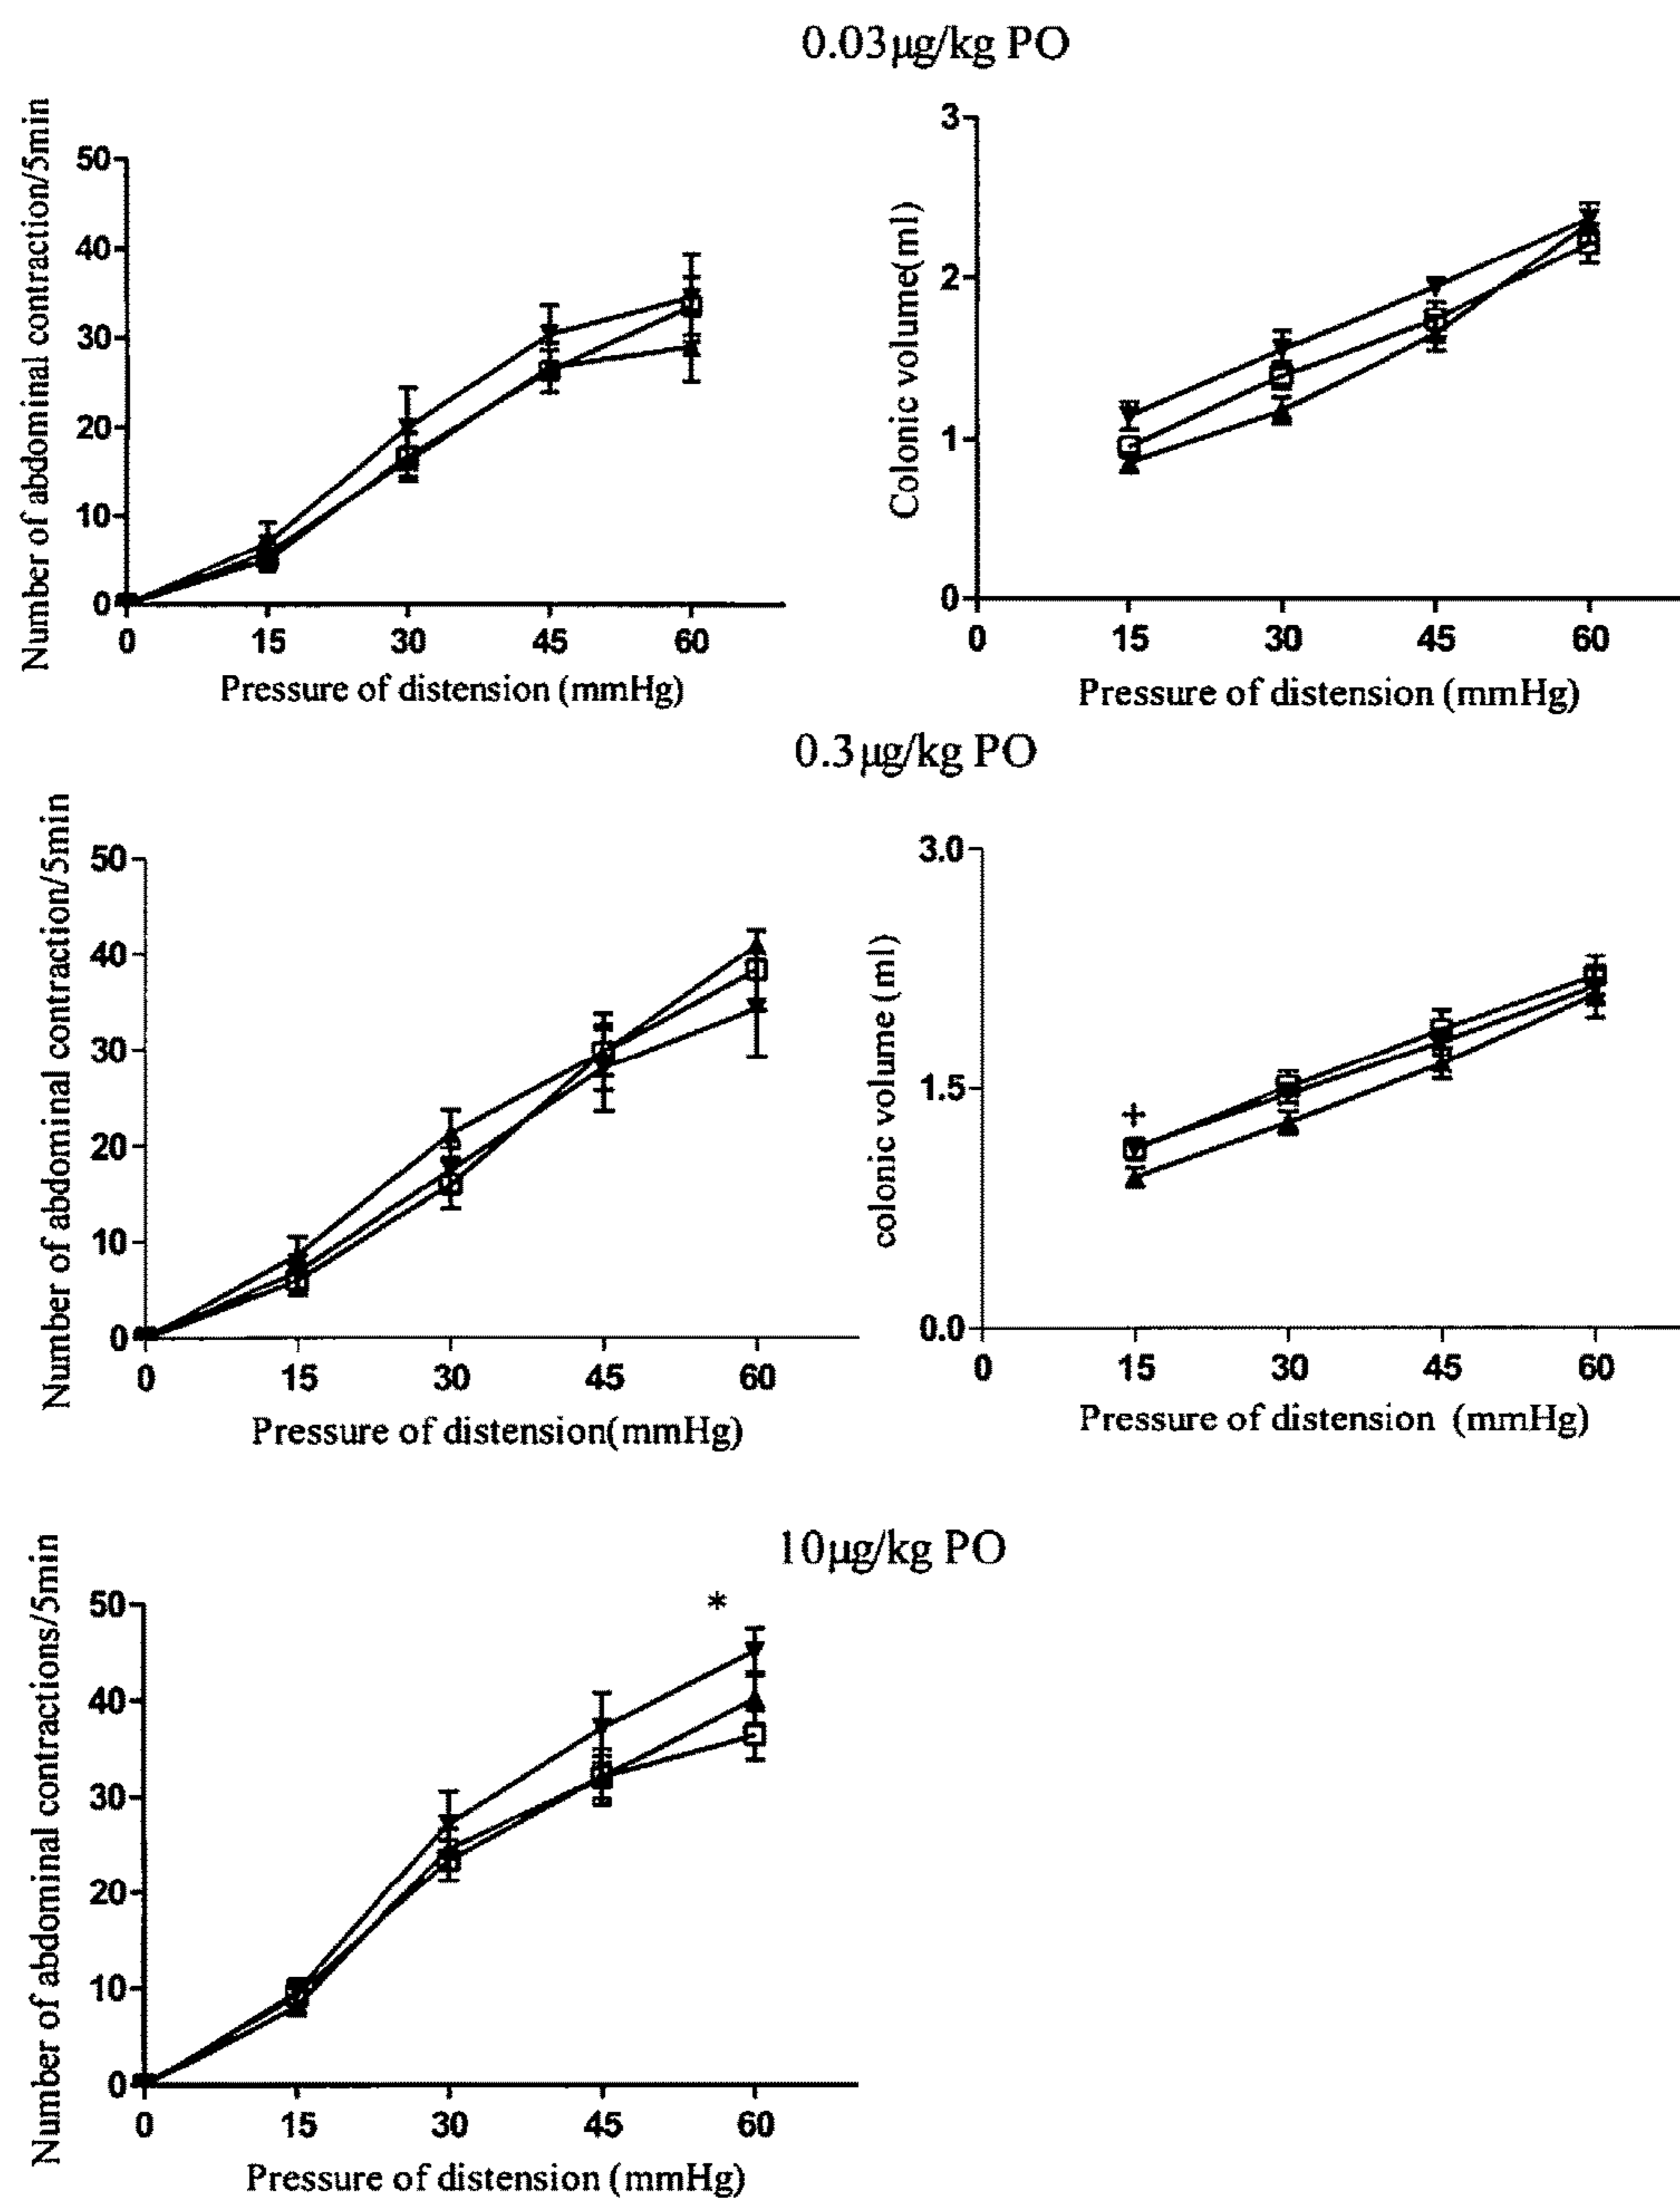 0.03µg/kg PO
Number of abdominal contraction/5min
50
40
30
20
10
0
0 15 30 45 60
Pressure of distension (mmHg)
Colonic volume(ml)
3
2
1
0
0 15 30 45 60
Pressure of distension (mmHg)
0.3µg/kg PO
Number of abdominal contraction/5min
50
40
30
20
10
0
0 15 30 45 60
Pressure of distension(mmHg)
colonic volume (ml)
3.0
1.5
0.0
+
0 15 30 45 60
Pressure of distension (mmHg)
10µg/kg PO
Number of abdominal contractions/5min
50
40
30
20
10
0
*
0 15 30 45 60
Pressure of distension (mmHg)